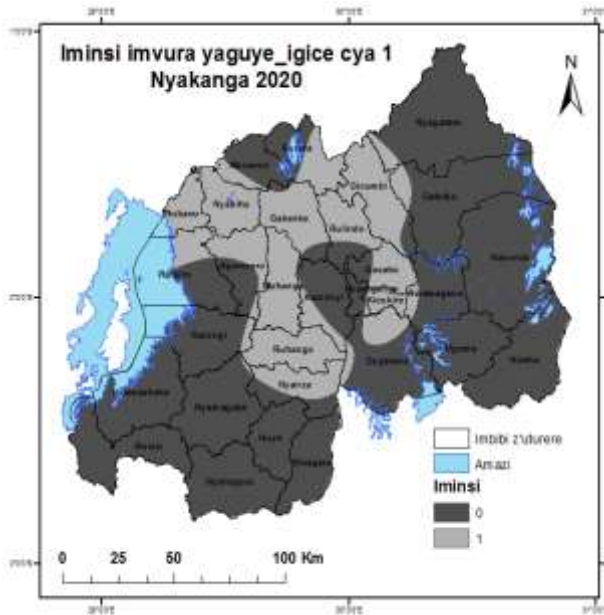 Iminsi imvura yaguye_igice cya 1
Nyakanga 2020
N
Nyagatare
Burera
Musanze
Gicumbi
Gatsibo
Nyabihu
Gakenke
Rubavu
Rulindo
Kayonza
Gasabo
Rutsiro
Ngororero
Muhanga
Kamonyi
Kicukiro
Rwamagana
Karongi
Ruhango
Bugesera
Ngoma
Kirehe
Nyanza
Nyamasheke
Nyamagabe
Huye
Rusizi
Gisagara
Nyaruguru
Imbibi z'uturere
Amazi
Iminsi
0
1
0 25 50 100 Km